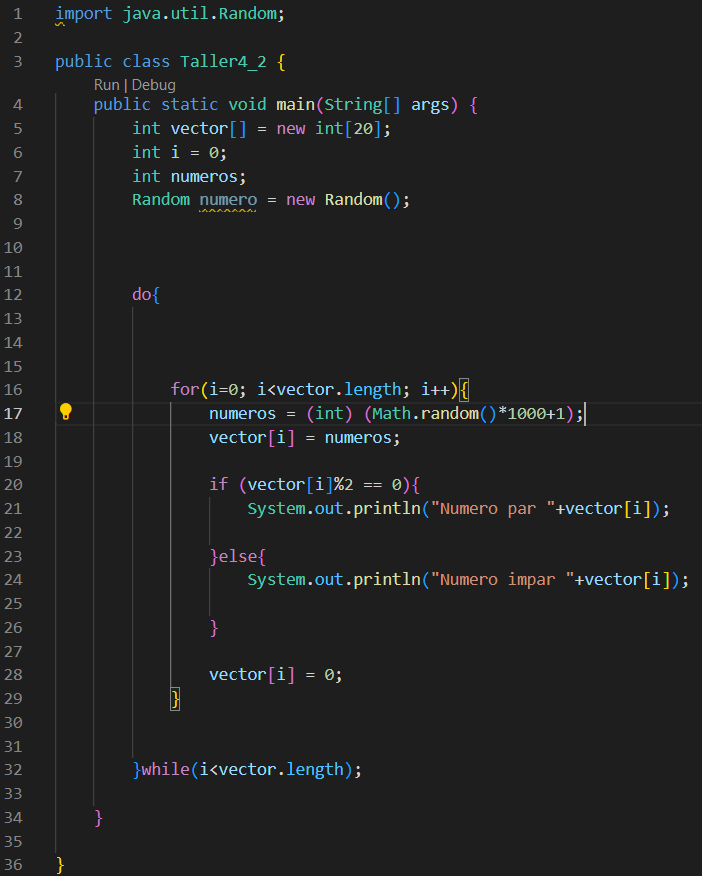 1 import java.util.Random;
2
3 public class Taller4_2 {
Run | Debug
4 public static void main(String[] args) {
5 int vector[] = new int[20];
6 int i = 0;
7 int numeros;
8 Random numero = new Random();
9
10
11
12 do{
13
14
15
16 for(i=0; i<vector.length; i++){
17 numeros = (int) (Math.random()*1000+1);
18 vector[i] = numeros;
19
20 if (vector[i]%2 == 0){
21 System.out.println("Numero par "+vector[i]);
22
23 }else{
24 System.out.println("Numero impar "+vector[i]);
25
26 }
27
28 vector[i] = 0;
29 }
30
31
32 }while(i<vector.length);
33
34 }
35
36 }